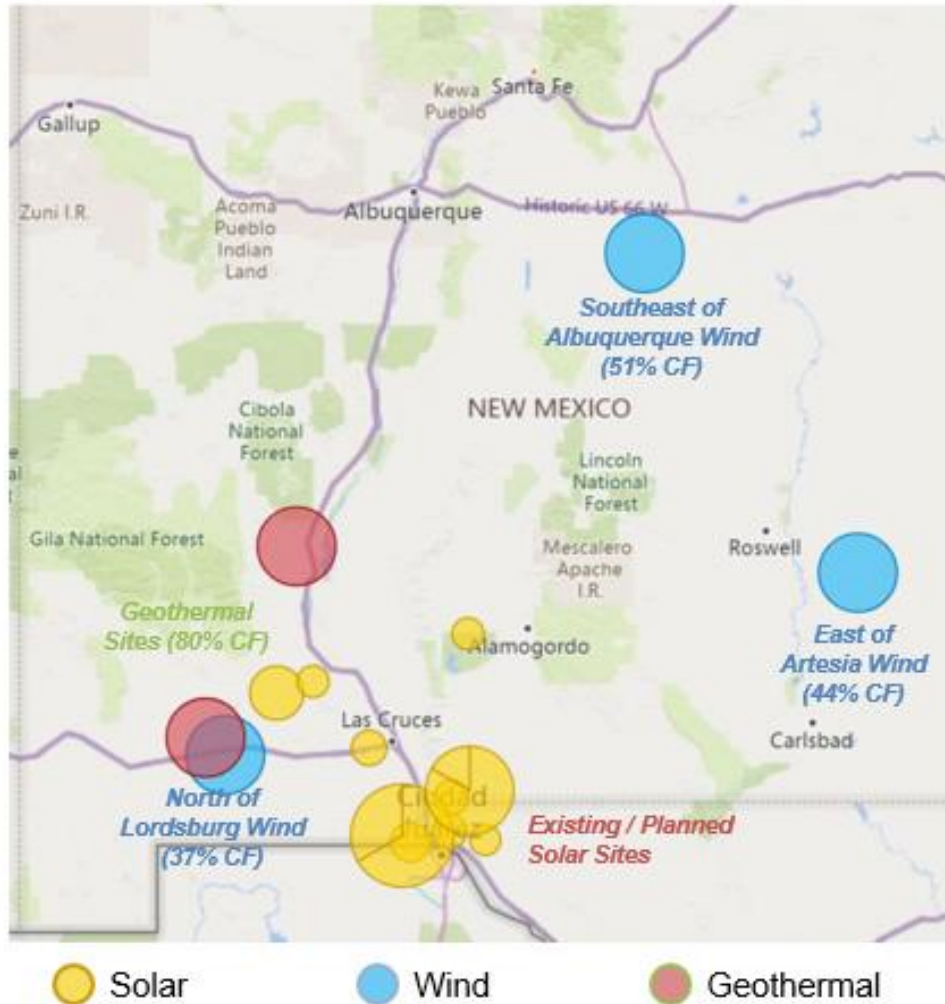 Santa Fe
Kewa
Pueblo
Gallup
Zuni I.R.
Acoma
Pueblo
Indian
Land
Albuquerque
Historic US 66 W
Southeast of
Albuquerque Wind
(51% CF)
NEW MEXICO
Cibola
National
Forest
Lincoln
National
Forest
Gila National Forest
Mescalero
Apache
I.R.
Roswell
Geothermal
Sites (80% CF)
Alamogordo
East of
Artesia Wind
(44% CF)
Las Cruces
Carlsbad
North of
Lordsburg Wind
(37% CF)
Ciudad
Juárez
Existing / Planned
Solar Sites
Solar
Wind
Geothermal